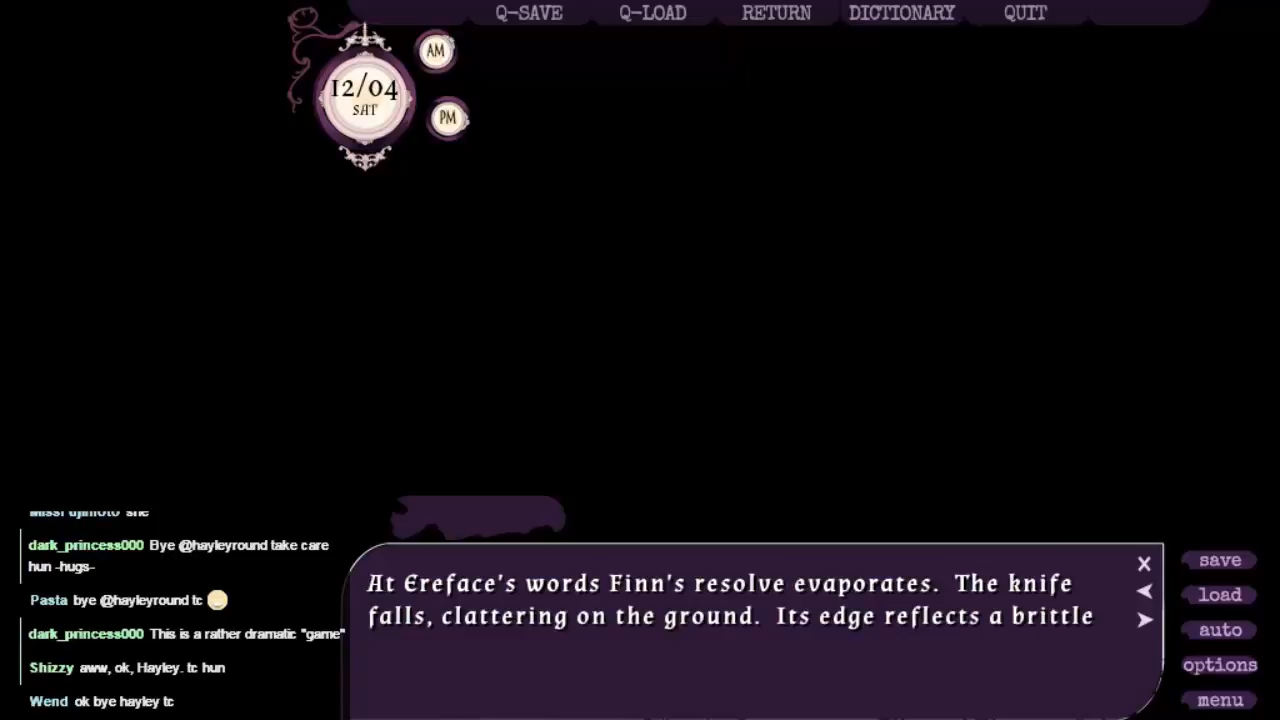 Q-SAVE Q-LOAD RETURN DICTIONARY QUIT
AM
12/04
SAT
PM
she
dark_princess000 Bye @hayleyround take care
hun -hugs-
Pasta bye @hayleyround tc
dark_princess000 This is a rather dramatic "game"
Shizzy aww, ok, Hayley. tc hun
Wend ok bye hayley tc
At Ereface's words Finn's resolve evaporates. The knife
falls, clattering on the ground. Its edge reflects a brittle
X
save
load
auto
options
menu